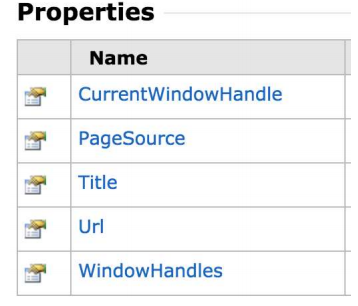 Properties
Name
CurrentWindowHandle
PageSource
Title
Url
WindowHandles